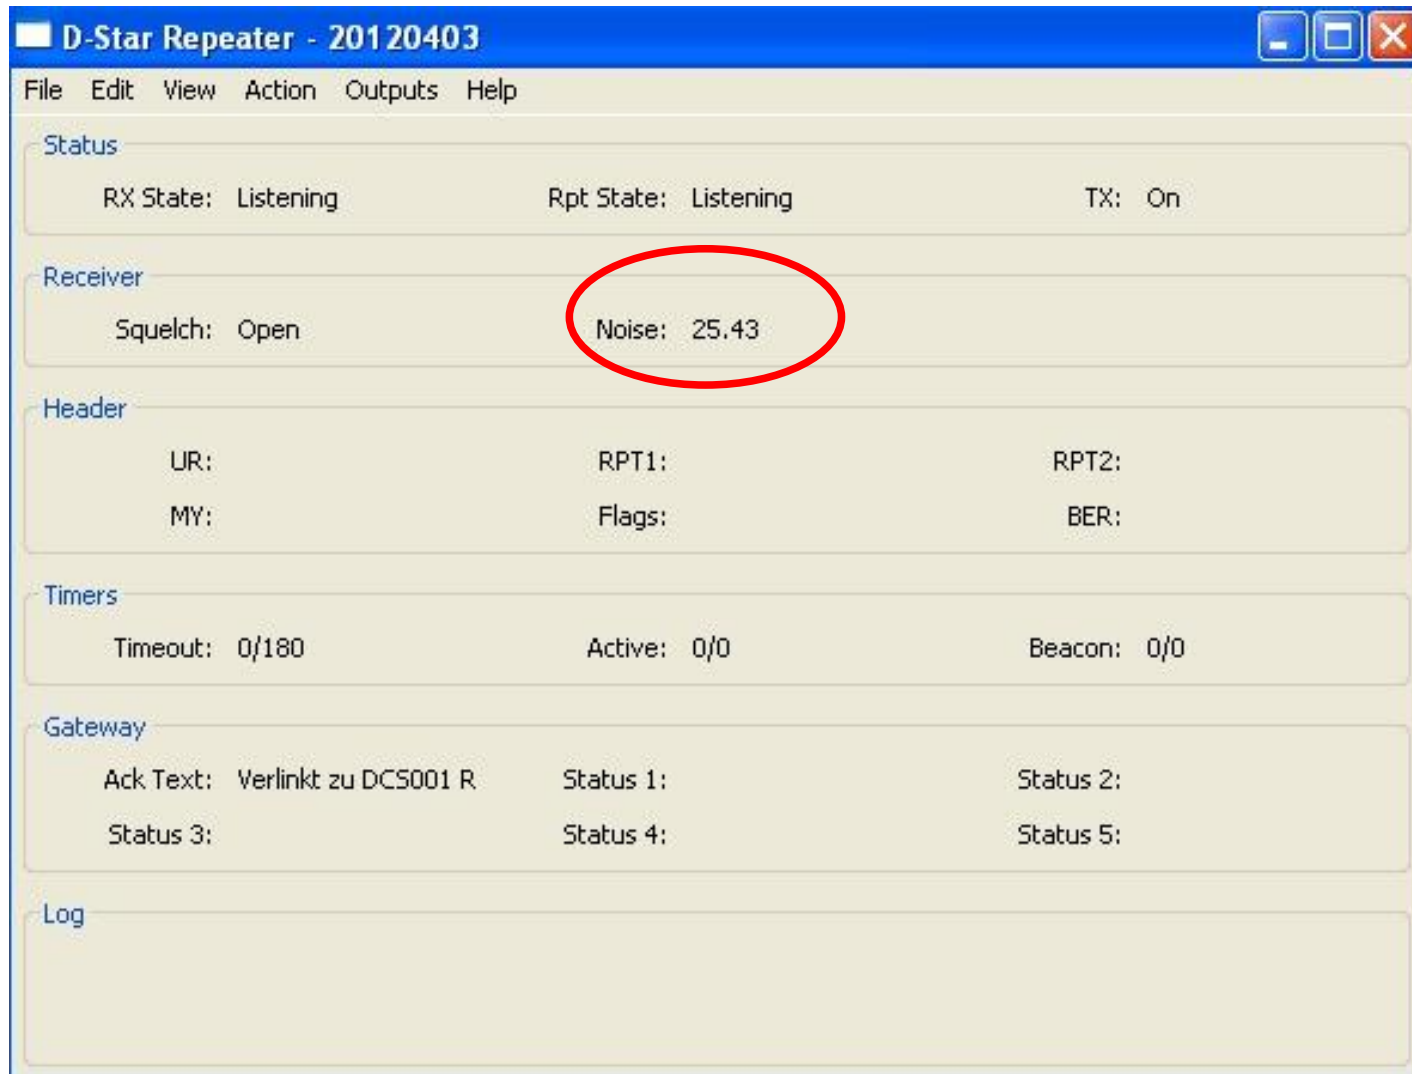 D-Star Repeater - 20120403
File Edit View Action Outputs Help
Status
RX State: Listening Rpt State: Listening TX: On
Receiver
Squelch: Open Noise: 25.43
Header
UR: RPT1: RPT2:
MY: Flags: BER:
Timers
Timeout: 0/180 Active: 0/0 Beacon: 0/0
Gateway
Ack Text: Verlinkt zu DCS001 R Status 1: Status 2:
Status 3: Status 4: Status 5:
Log